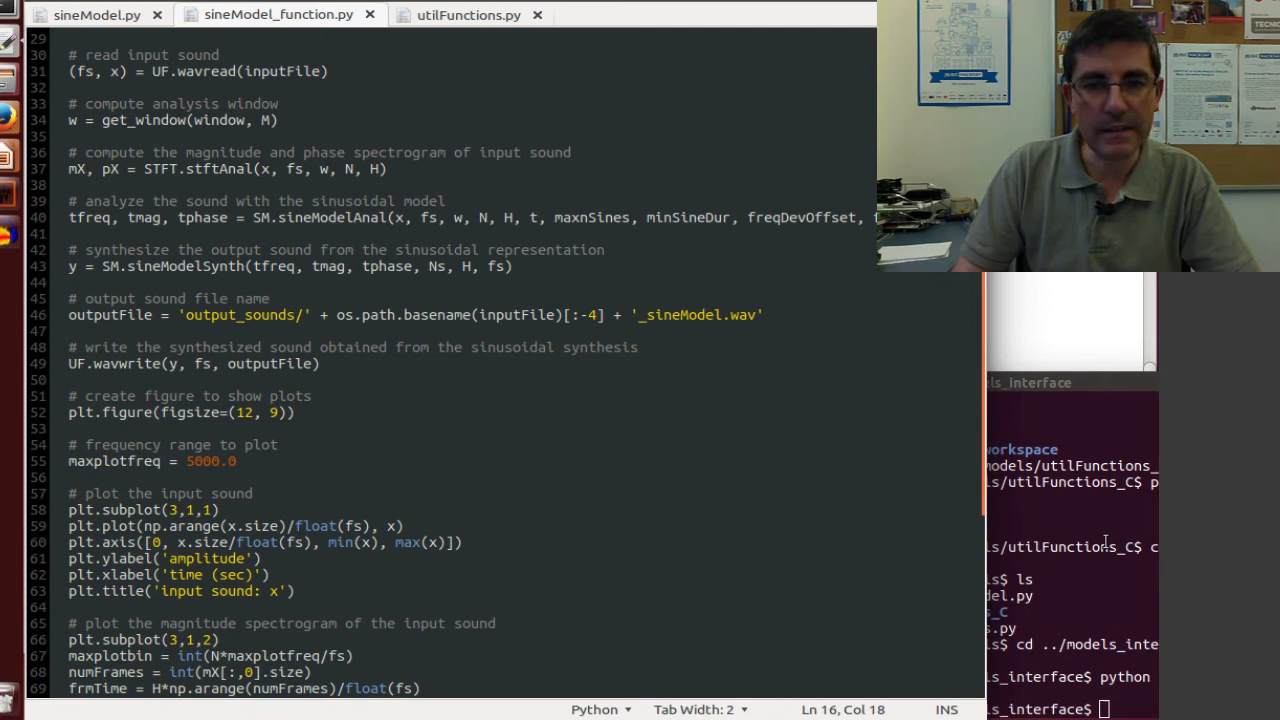 sineModel.py
sineModel_function.py
utilFunctions.py
29
30 # read input sound
31 (fs, x) = UF.wavread(inputFile)
32
33 # compute analysis window
34 w = get_window(window, M)
35
36 # compute the magnitude and phase spectrogram of input sound
37 mX, pX = STFT.stftAnal(x, fs, w, N, H)
38
39 # analyze the sound with the sinusoidal model
40 tfreq, tmag, tphase = SM.sineModelAnal(x, fs, w, N, H, t, maxnSines, minSineDur, freqDevOffset,
41
42 # synthesize the output sound from the sinusoidal representation
43 y = SM.sineModelSynth(tfreq, tmag, tphase, Ns, H, fs)
44
45 # output sound file name
46 outputFile = 'output_sounds/' + os.path.basename(inputFile)[:-4] + '_sineModel.wav'
47
48 # write the synthesized sound obtained from the sinusoidal synthesis
49 UF.wavwrite(y, fs, outputFile)
50
51 # create figure to show plots
52 plt.figure(figsize=(12, 9))
53
54 # frequency range to plot
55 maxplotfreq = 5000.0
56
57 # plot the input sound
58 plt.subplot(3,1,1)
59 plt.plot(np.arange(x.size)/float(fs), x)
60 plt.axis([0, x.size/float(fs), min(x), max(x)])
61 plt.ylabel('amplitude')
62 plt.xlabel('time (sec)')
63 plt.title('input sound: x')
64
65 # plot the magnitude spectrogram of the input sound
66 plt.subplot(3,1,2)
67 maxplotbin = int(N*maxplotfreq/fs)
68 numFrames = int(mX[:,0].size)
69 frmTime = H*np.arange(numFrames)/float(fs)
Python Tab Width: 2 Ln 16, Col 18 INS
els_interface
workspace
models/utilFunctions_
ls/utilFunctions_C$ p
ls/utilFunctions_C$ c
ls$ ls
del.py
s_C
s.py
ls$ cd ../models_inte
ls_interface$ python
ls_interface$